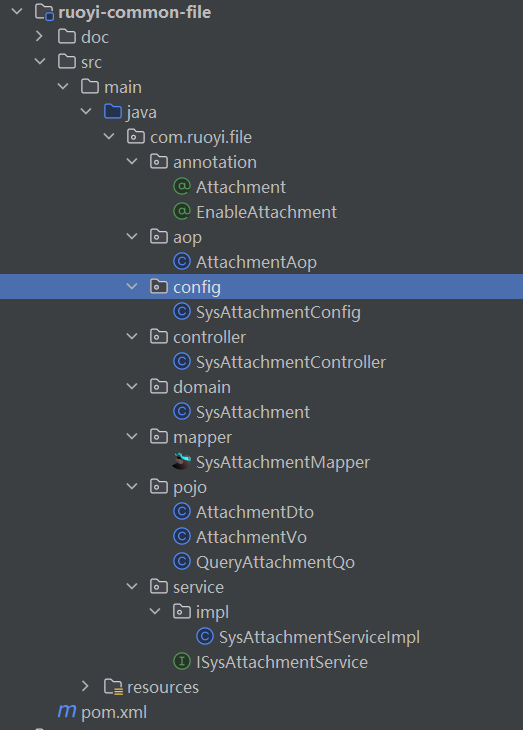 ruoyi-common-file
doc
src
main
java
com.ruoyi.file
annotation
Attachment
EnableAttachment
aop
AttachmentAop
config
SysAttachmentConfig
controller
SysAttachmentController
domain
SysAttachment
mapper
SysAttachmentMapper
pojo
AttachmentDto
AttachmentVo
QueryAttachmentQo
service
impl
SysAttachmentServiceImpl
ISysAttachmentService
resources
pom.xml